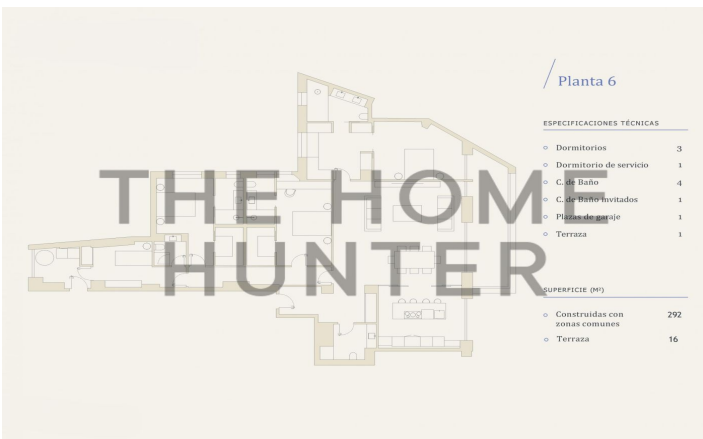 Planta 6
ESPECIFICACIONES TÉCNICAS
Dormitorios 3
Dormitorio de servicio 1
C. de Baño 4
C. de Baño invitados 1
Plazas de garaje 1
Terraza 1
THE HOME
HUNTER
SUPERFICIE (M²)
Construidas con 292
zonas comunes
Terraza 16